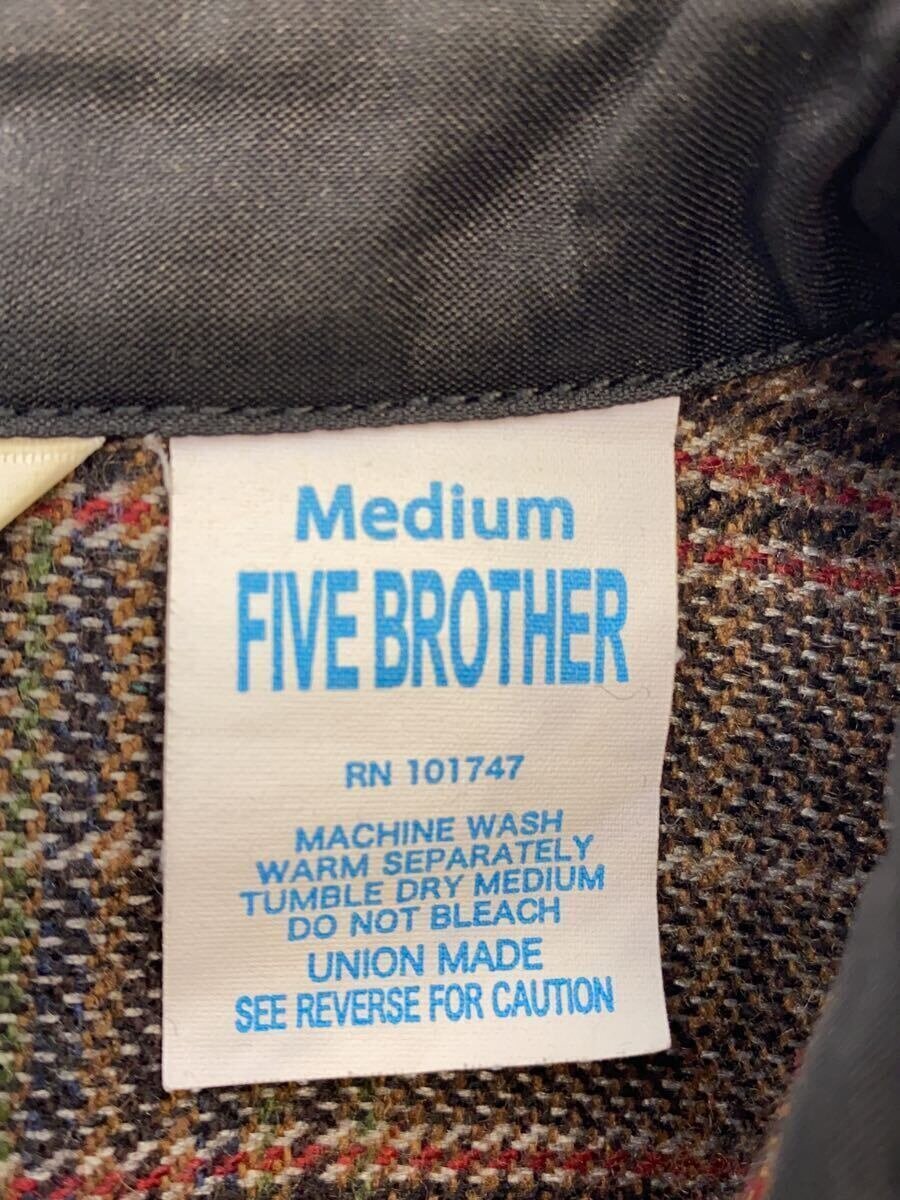 Medium
FIVE BROTHER
RN 101747
MACHINE WASH
WARM SEPARATELY
TUMBLE DRY MEDIUM
DO NOT BLEACH
UNION MADE
SEE REVERSE FOR CAUTION